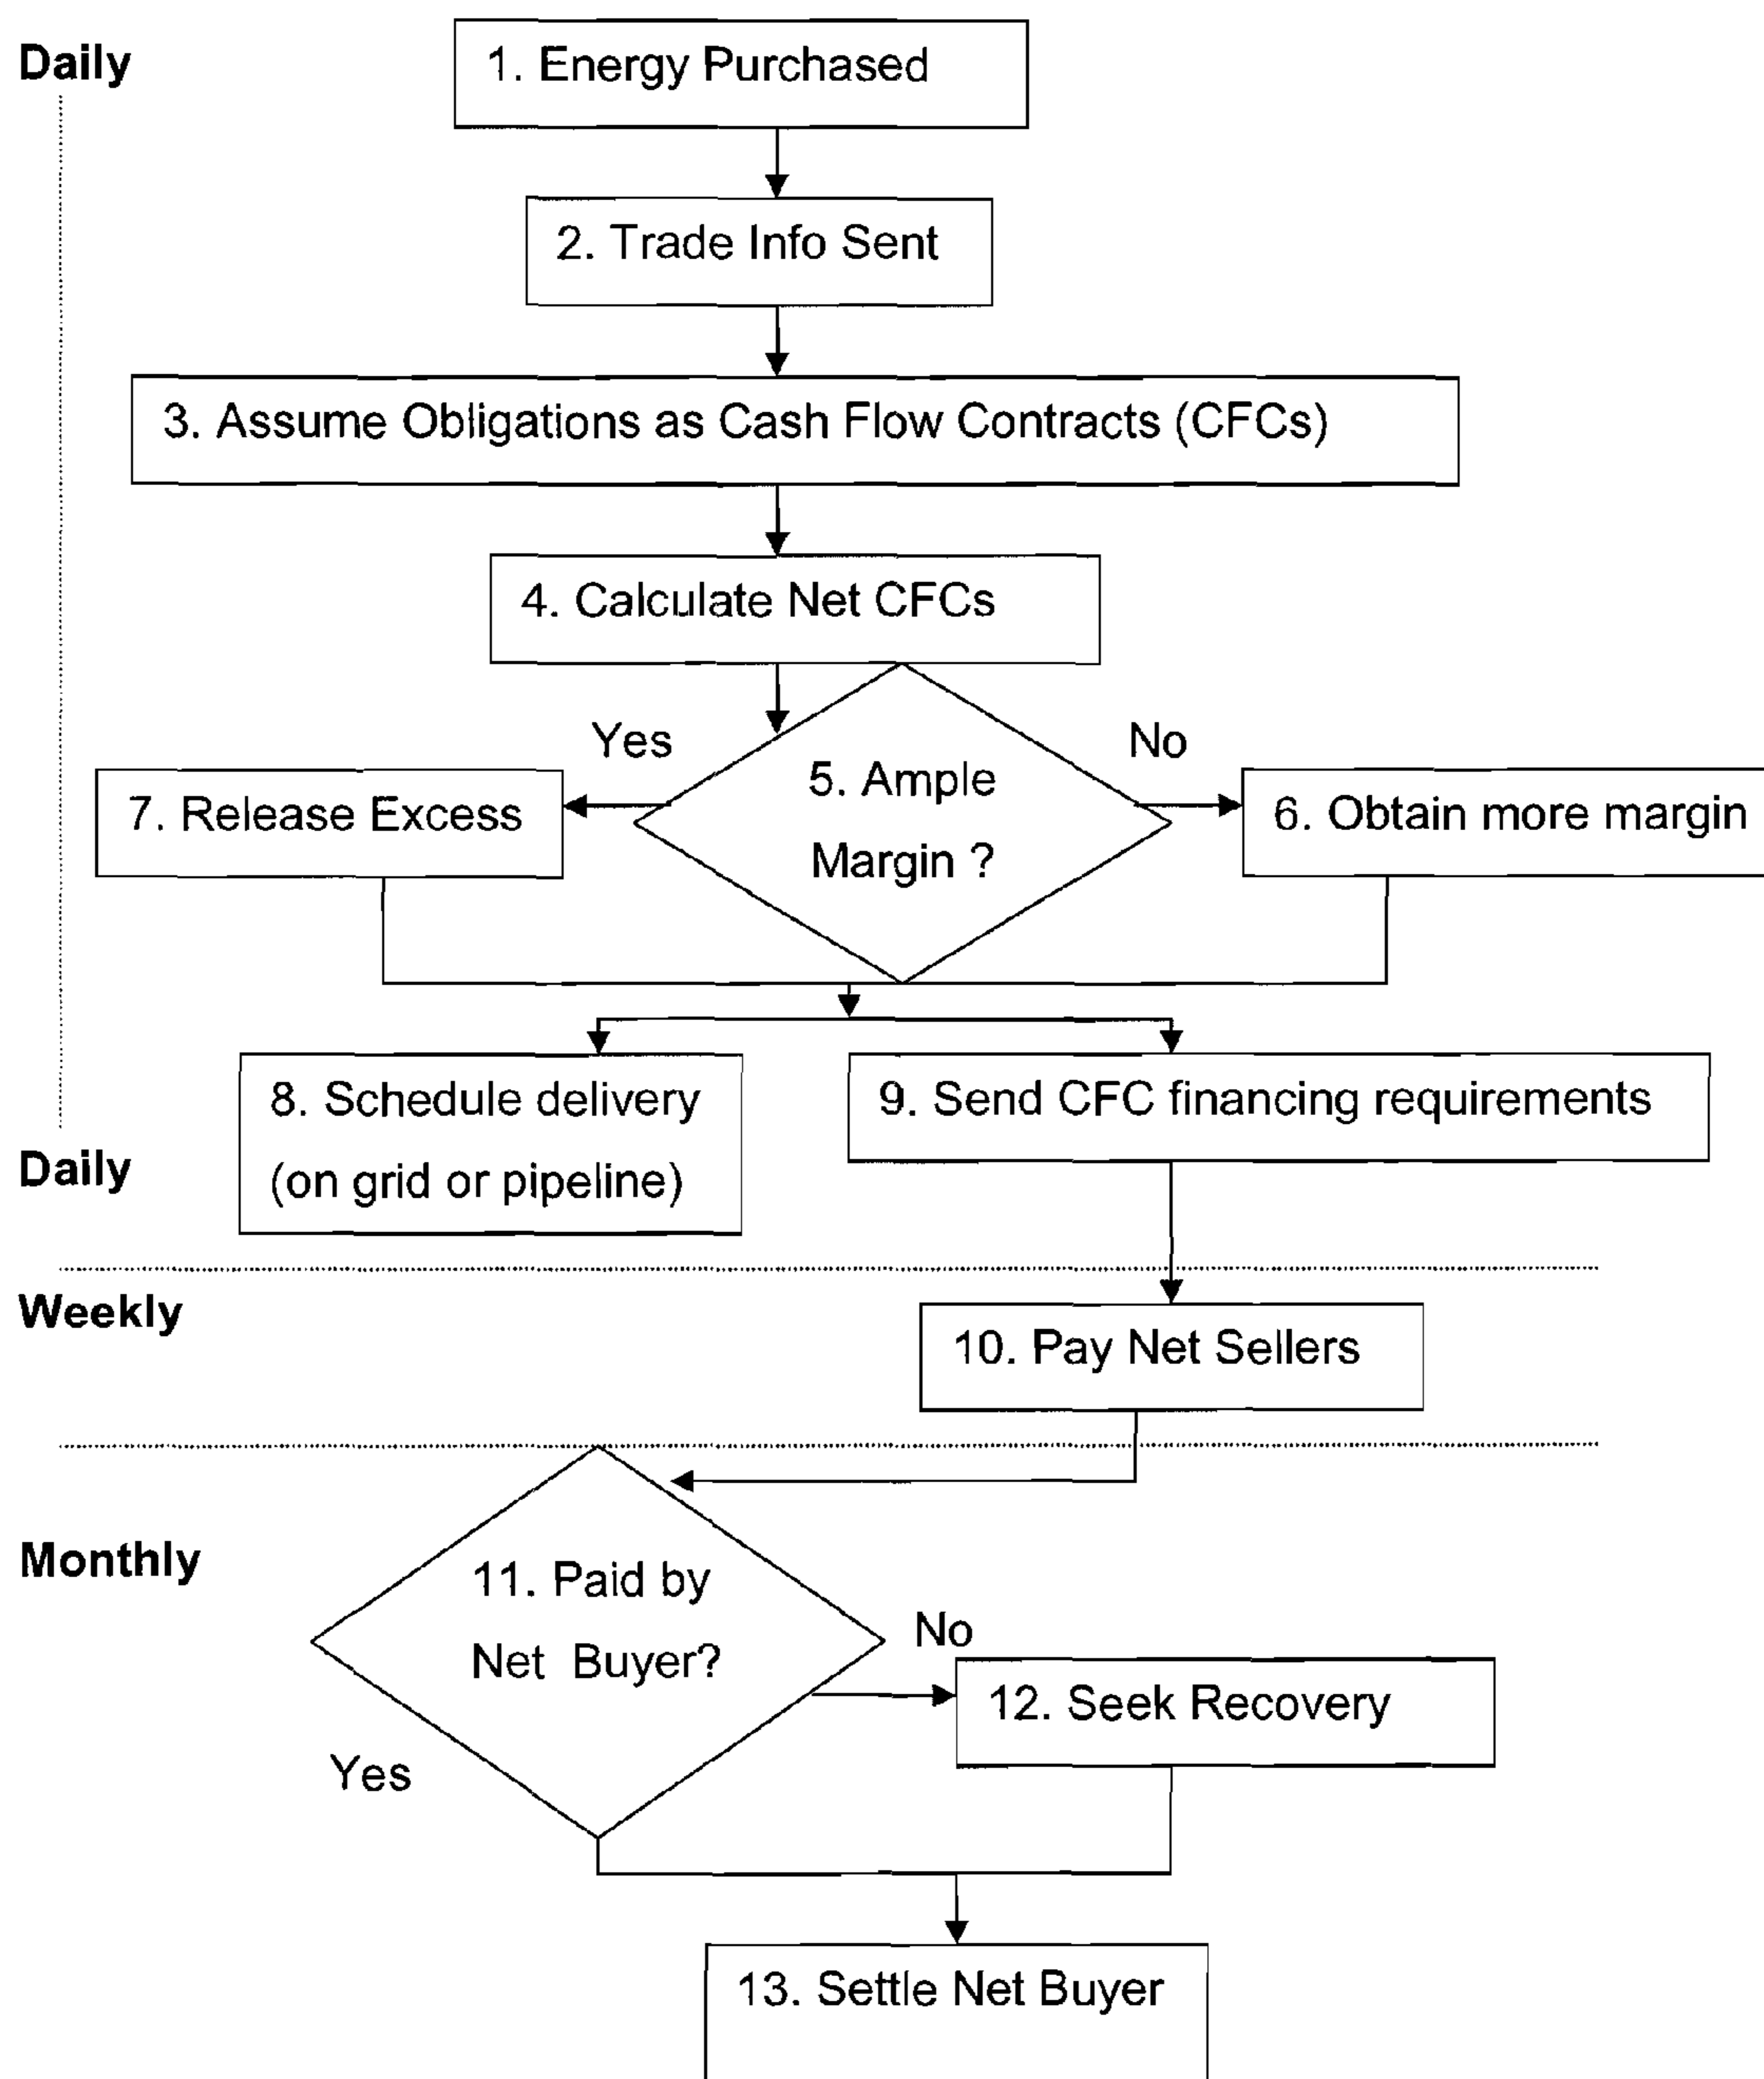 Daily
1. Energy Purchased
2. Trade Info Sent
3. Assume Obligations as Cash Flow Contracts (CFCs)
4. Calculate Net CFCs
Yes
No
5. Ample
Margin ?
7. Release Excess
6. Obtain more margin
8. Schedule delivery
(on grid or pipeline)
9. Send CFC financing requirements
Daily
Weekly
10. Pay Net Sellers
Monthly
11. Paid by
Net Buyer?
No
12. Seek Recovery
Yes
13. Settle Net Buyer